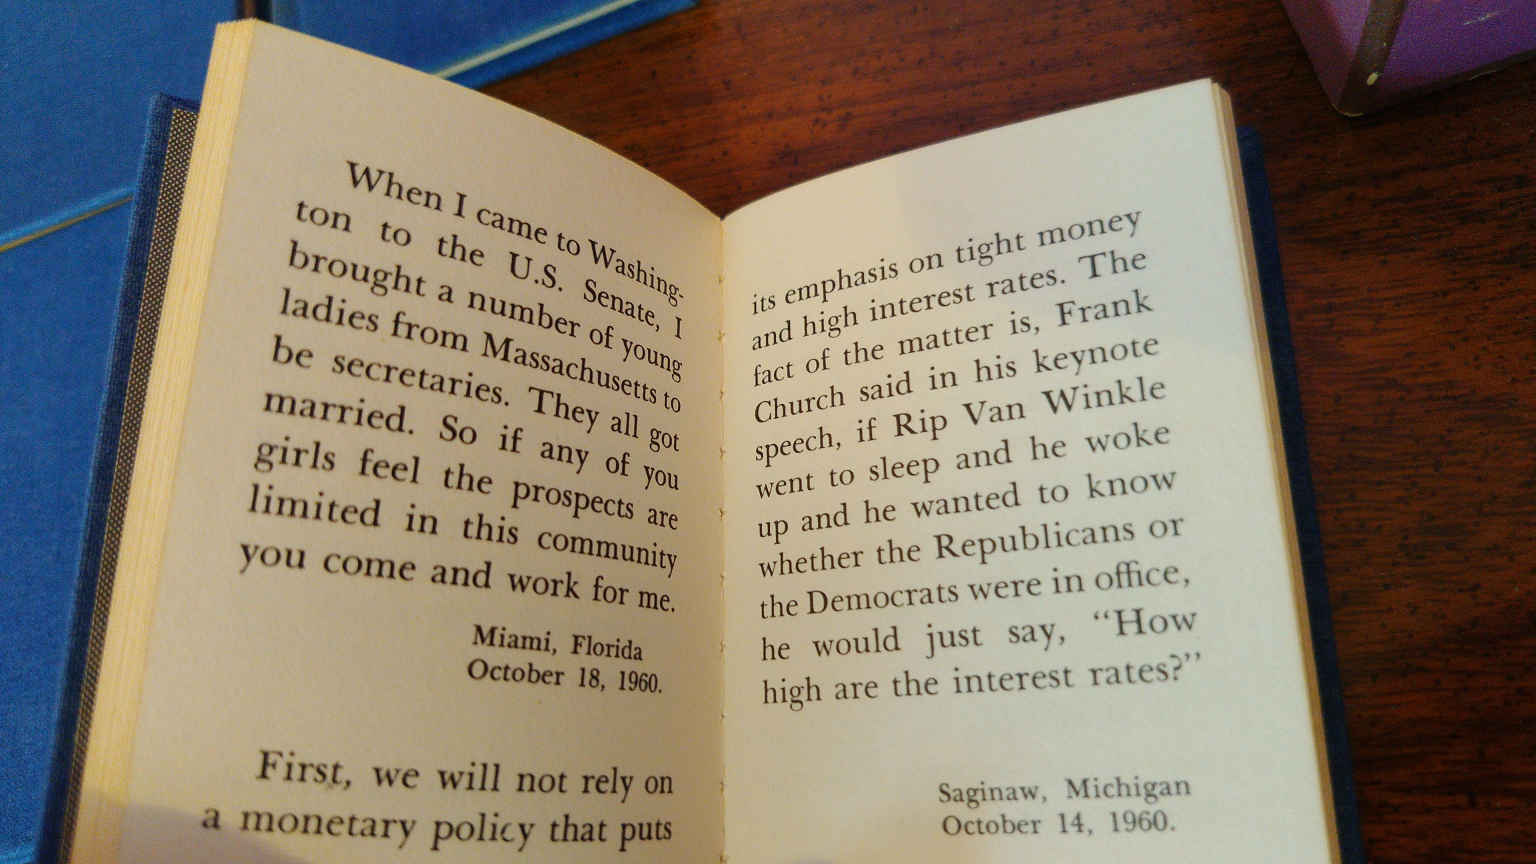 When I came to Washing-
ton to the U.S. Senate, I
brought a number of young
ladies from Massachusetts to
be secretaries. They all got
married. So if any of you
girls feel the prospects are
limited in this community
you come and work for me.
Miami, Florida
October 18, 1960.
First, we will not rely on
a monetary policy that puts
its emphasis on tight money
and high interest rates. The
fact of the matter is, Frank
Church said in his keynote
speech, if Rip Van Winkle
went to sleep and he woke
up and he wanted to know
whether the Republicans or
the Democrats were in office,
he would just say, “How
high are the interest rates?”
Saginaw, Michigan
October 14, 1960.